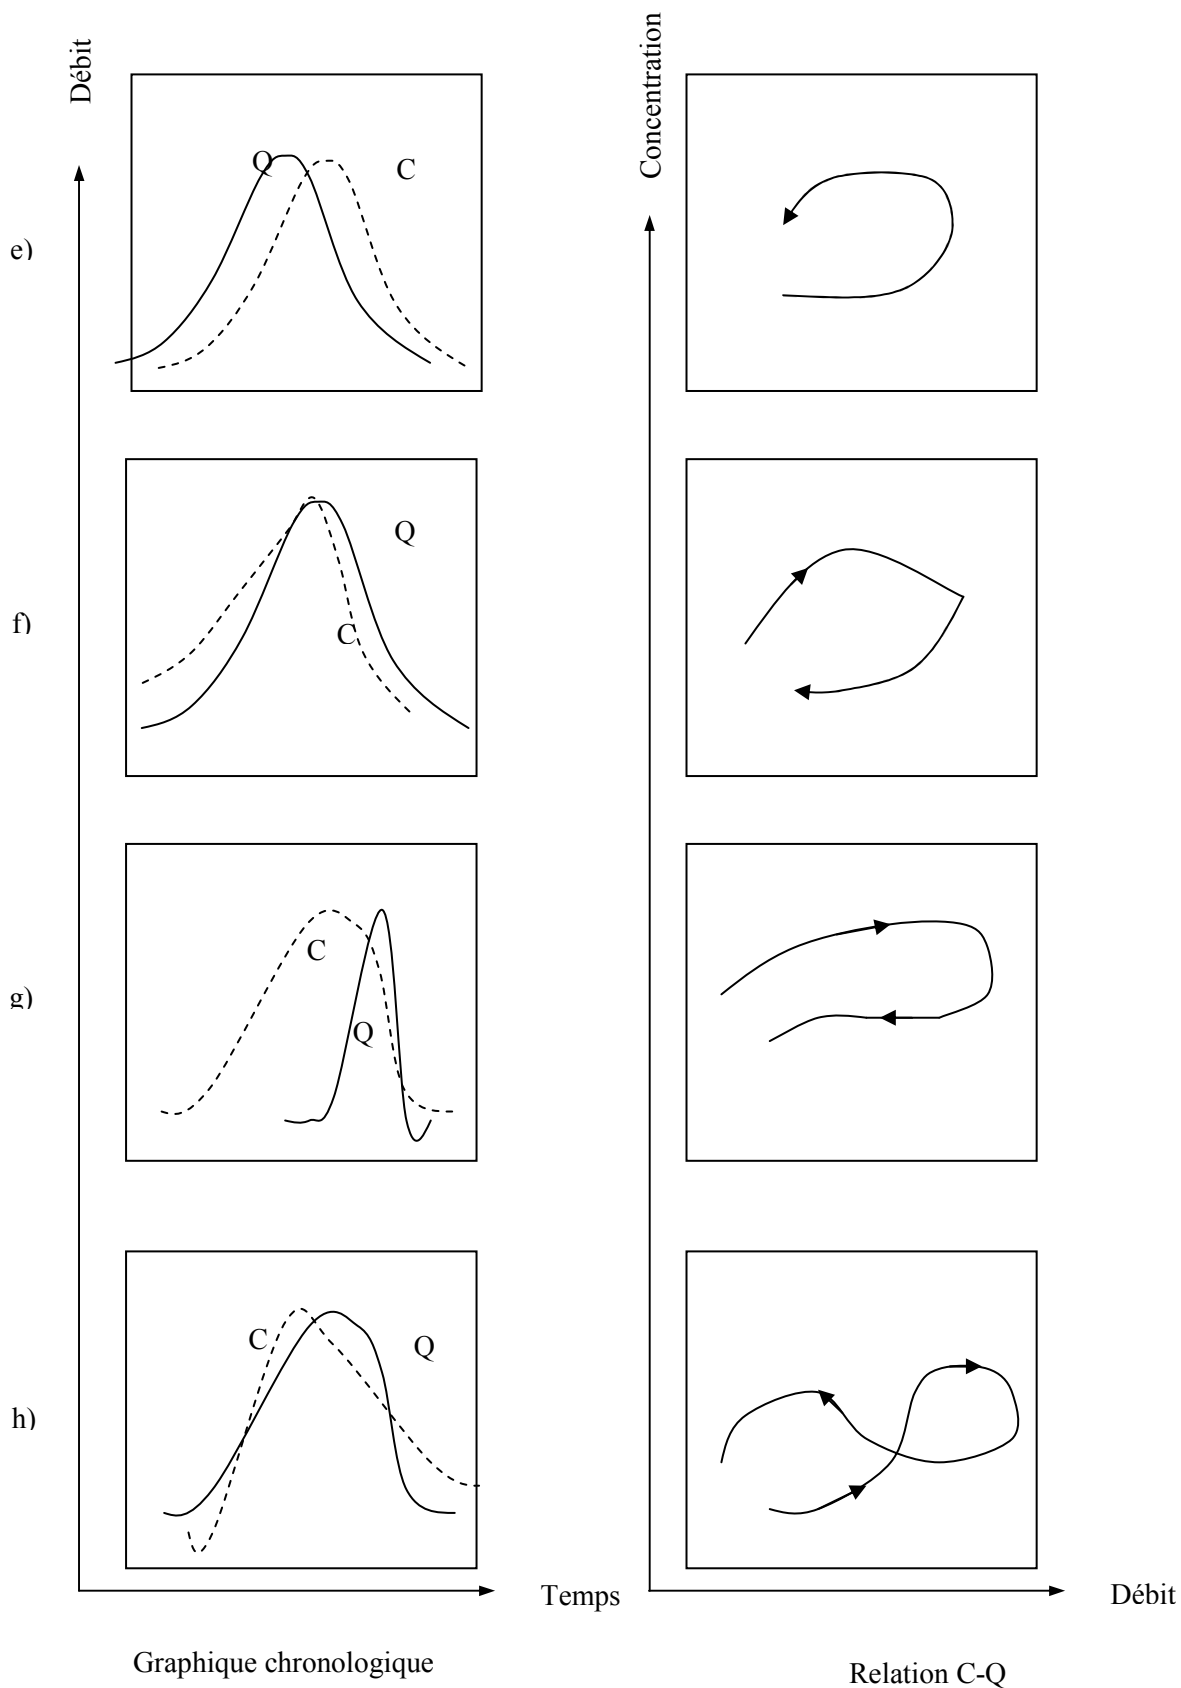 Débit
Concentration
Q
C
e)
Q
C
f)
C
Q
g)
C
Q
h)
Temps
Débit
Graphique chronologique
Relation C-Q